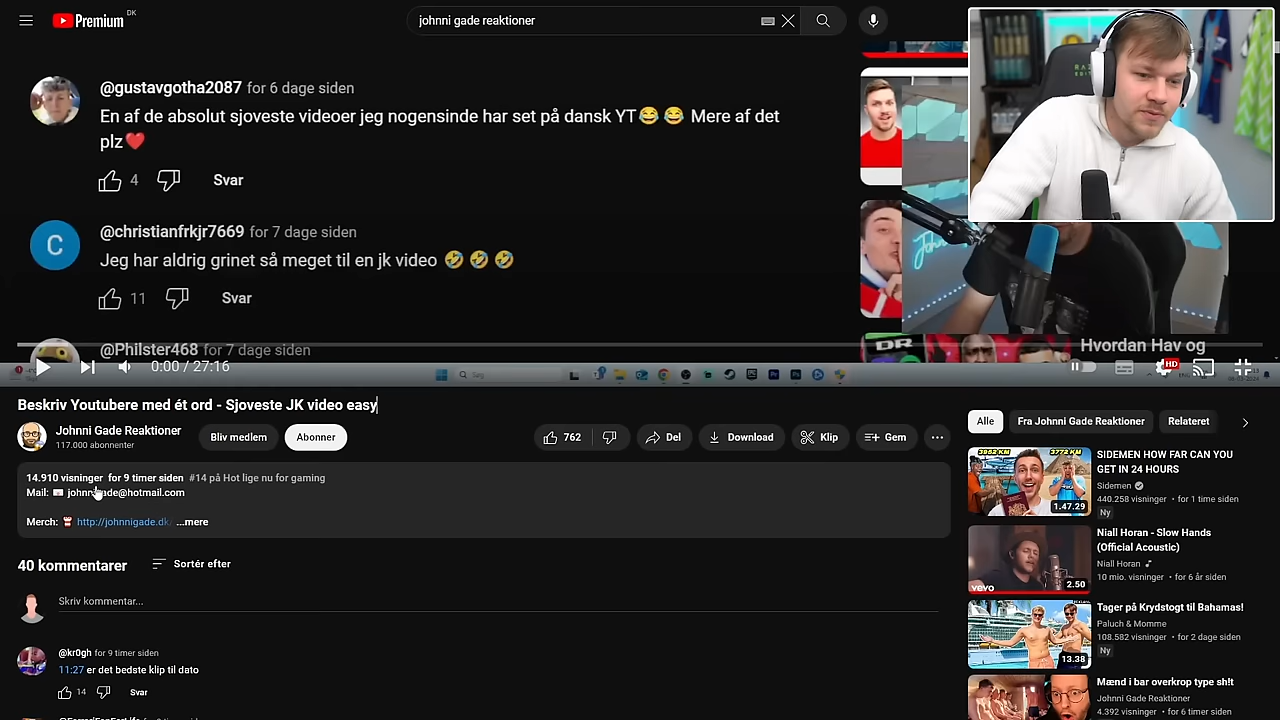 Premium DK
johnni gade reaktioner
@gustavgotha2087 for 6 dage siden
En af de absolut sjoveste videoer jeg nogensinde har set på dansk YT😂 😂 Mere af det
plz❤️
4 Svar
@christianfrkjr7669 for 7 dage siden
C
Jeg har aldrig grinet så meget til en jk video 🤣 🤣 🤣
11 Svar
@Philster468 for 7 dage siden
DR
Hvordan Hav og
0:00 / 27:16
HD
Søg
Beskriv Youtubere med ét ord - Sjoveste JK video easy
Johnni Gade Reaktioner
117.000 abonnenter
Bliv medlem
Abonner
762
Del
Download
Klip
Gem
14.910 visninger for 9 timer siden #14 på Hot lige nu for gaming
Mail: 📧 johnnigade@hotmail.com
Merch: http://johnnigade.dk/ ...mere
40 kommentarer
Sortér efter
Skriv kommentar...
@kr0gh for 9 timer siden
11:27 er det bedste klip til dato
14 Svar
Alle
Fra Johnni Gade Reaktioner
Relateret
3952 KM
3772 KM
1.47.29
SIDEMEN HOW FAR CAN YOU
GET IN 24 HOURS
Sidemen
440.258 visninger • for 1 time siden
Ny
vevo
2.50
Niall Horan - Slow Hands
(Official Acoustic)
Niall Horan
10 mio. visninger • for 6 år siden
13.38
Tager på Krydstogt til Bahamas!
Paluch & Momme
108.582 visninger • for 2 dage siden
Ny
Mænd i bar overkrop type sh!t
Johnni Gade Reaktioner
4.392 visninger • for 6 timer siden